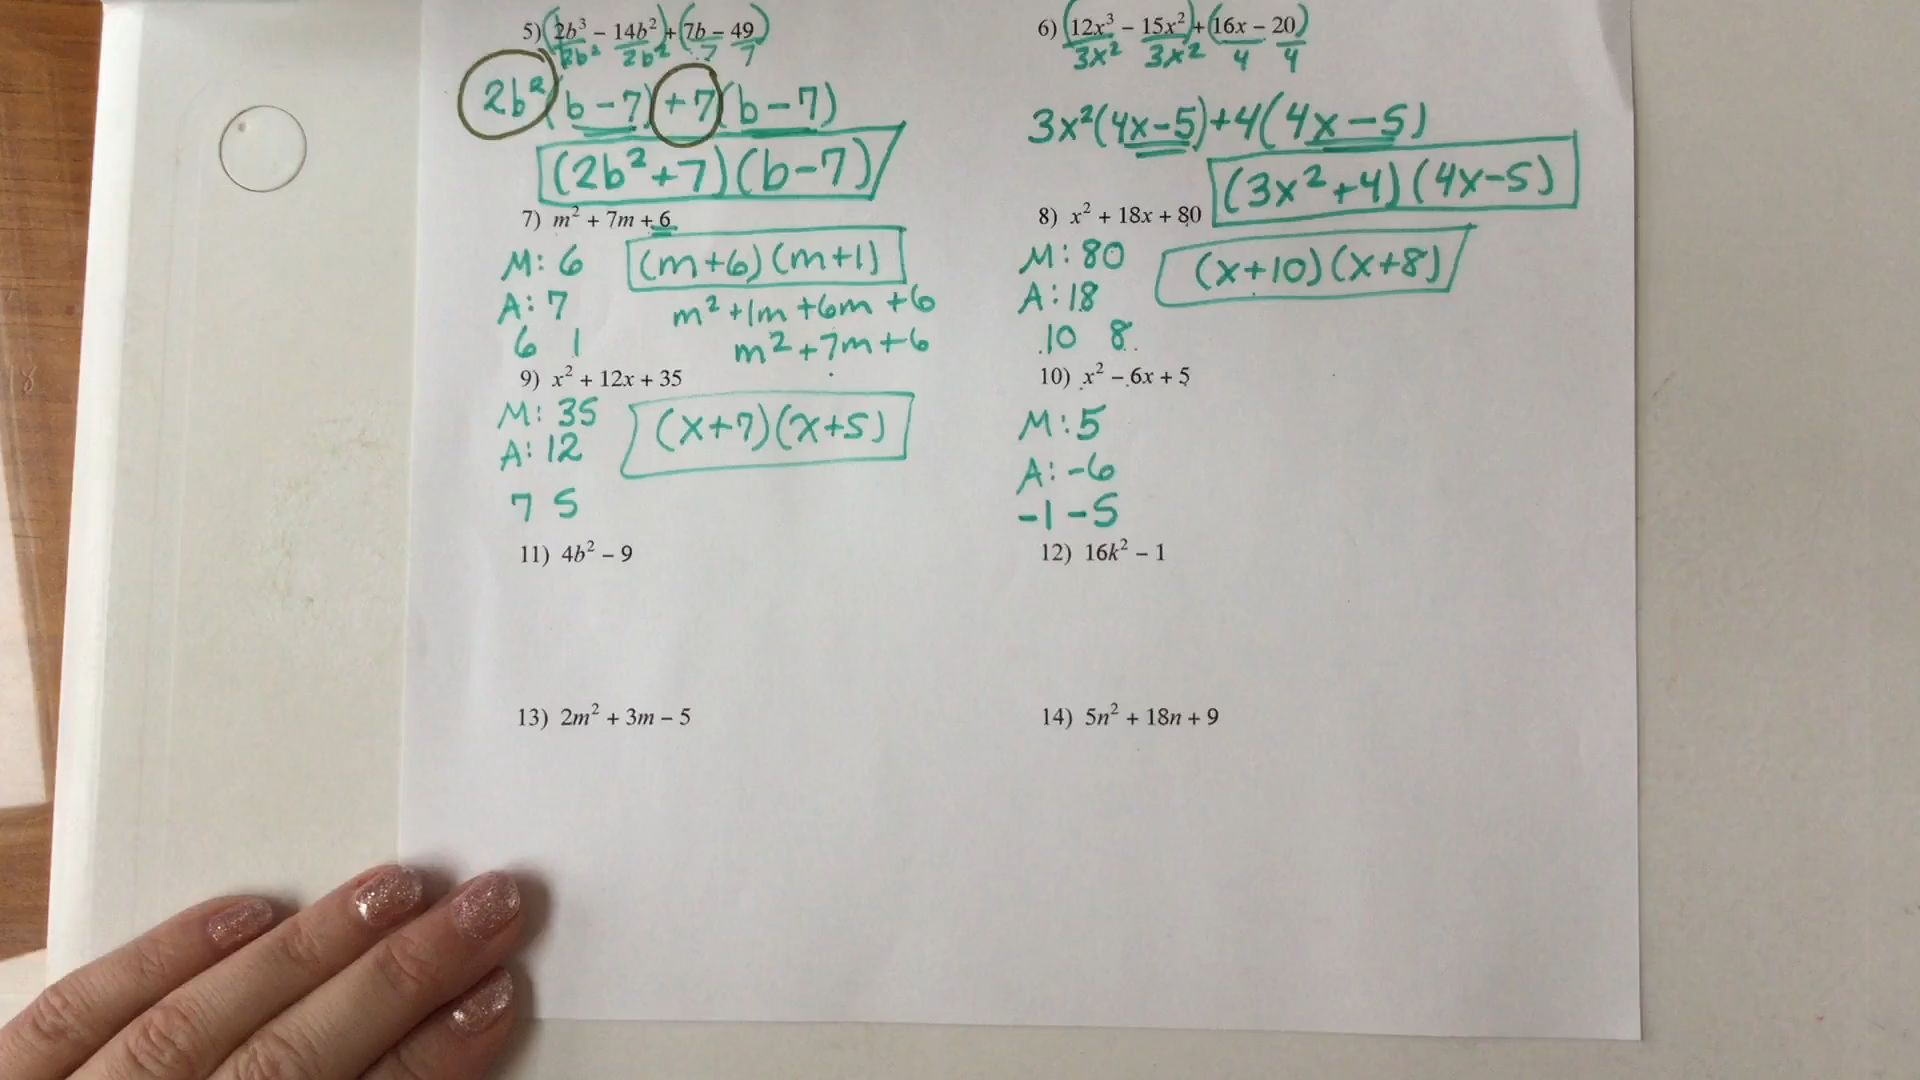 5) (2b³ − 14b²) + (7b − 49)
2b² 2b² 7 7
2b² (b − 7) + 7 (b − 7)
(2b² + 7) (b − 7)
6) (12x³ − 15x²) + (16x − 20)
3x² 3x² 4 4
3x² (4x − 5) + 4 (4x − 5)
(3x² + 4) (4x − 5)
7) m² + 7m + 6
M: 6 (m + 6) (m + 1)
A: 7 m² + 1m + 6m + 6
6 1 m² + 7m + 6
8) x² + 18x + 80
M: 80 (x + 10) (x + 8)
A: 18
10 8
9) x² + 12x + 35
M: 35 (x + 7) (x + 5)
A: 12
7 5
10) x² − 6x + 5
M: 5
A: −6
−1 −5
11) 4b² − 9
12) 16k² − 1
13) 2m² + 3m − 5
14) 5n² + 18n + 9